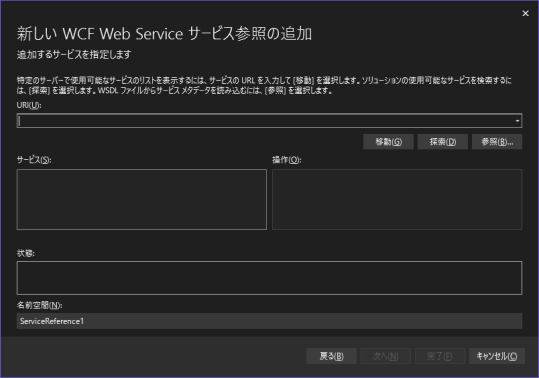 新しい WCF Web Service サービス参照の追加
追加するサービスを指定します
特定のサーバーで使用可能なサービスのリストを表示するには、サービスの URL を入力して [移動] を選択します。ソリューションの使用可能なサービスを検索するに
は、[探索] を選択します。WSDL ファイルからサービス メタデータを読み込むには、[参照] を選択します。
URI(U):
移動(G) 探索(D) 参照(B)...
サービス(S): 操作(O):
状態:
名前空間(N):
ServiceReference1
戻る(B) 次へ(N) 完了(F) キャンセル(C)